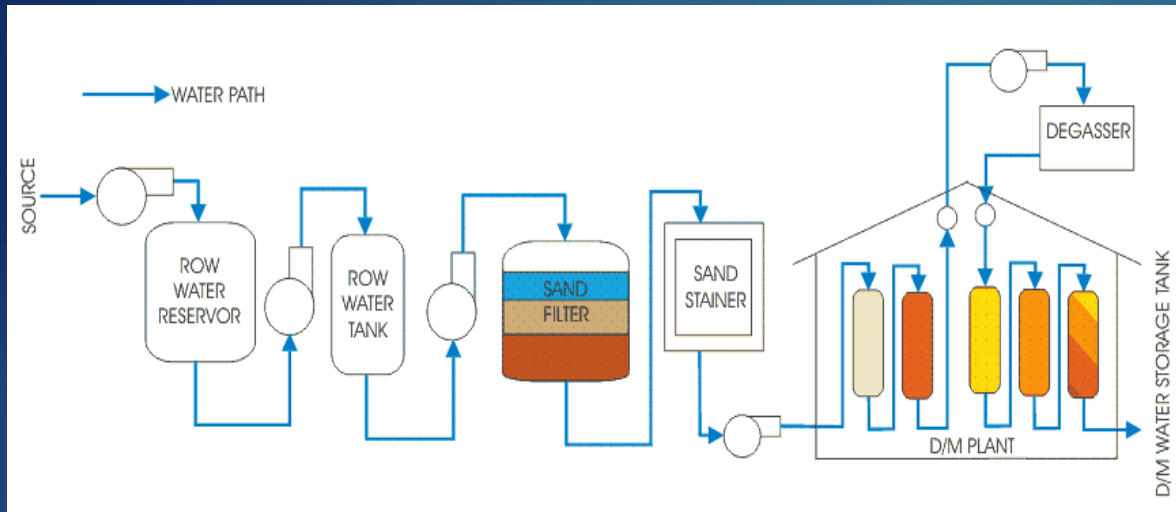 WATER PATH
SOURCE
ROW
WATER
RESERVOR
ROW
WATER
TANK
SAND
FILTER
SAND
STAINER
DEGASSER
D/M PLANT
D/M WATER STORAGE TANK